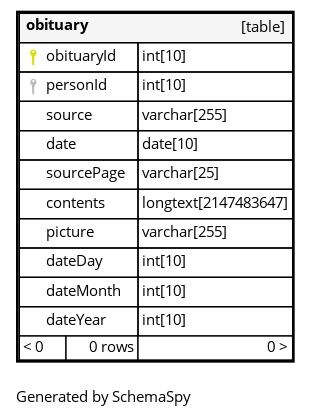 obituary [table]
obituaryId int[10]
personId int[10]
source varchar[255]
date date[10]
sourcePage varchar[25]
contents longtext[2147483647]
picture varchar[255]
dateDay int[10]
dateMonth int[10]
dateYear int[10]
< 0 0 rows 0 >
Generated by SchemaSpy